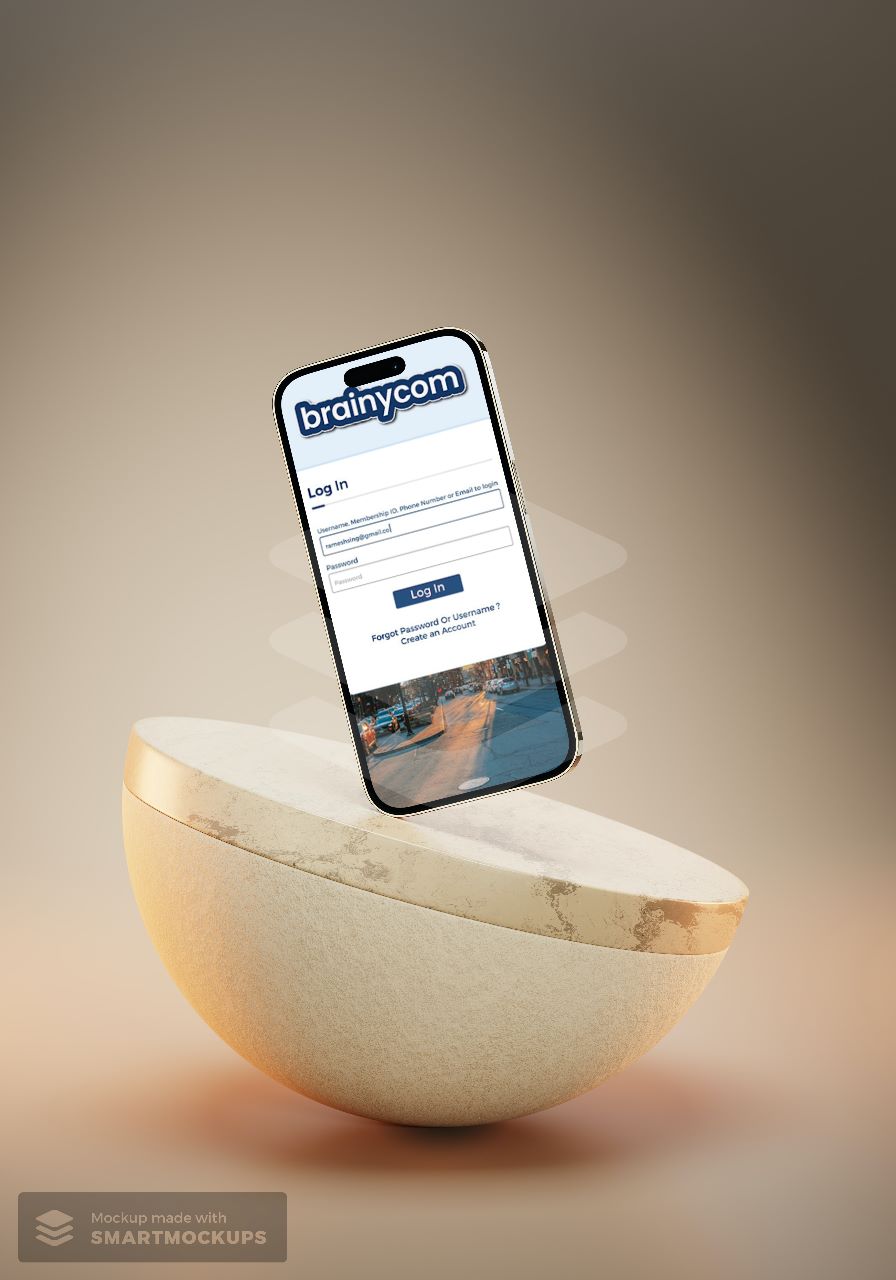 brainycom
Log In
Username, Membership ID, Phone Number or Email to login
rameshsing@gmail.co
Password
Password
Log In
Forgot Password Or Username ?
Create an Account
Mockup made with
SMARTMOCKUPS